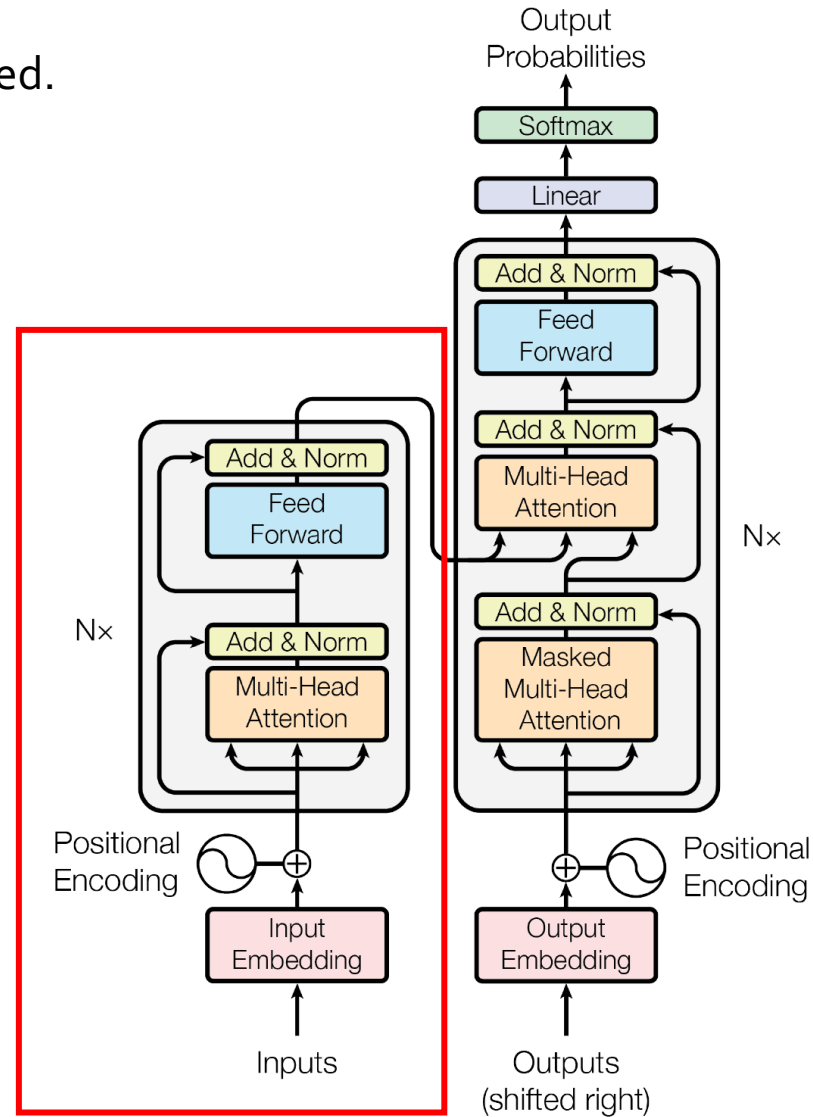 ed.
Output
Probabilities
Softmax
Linear
Add & Norm
Feed
Forward
Add & Norm
Multi-Head
Attention
Nx
Add & Norm
Masked
Multi-Head
Attention
Positional
Encoding
Output
Embedding
Outputs
(shifted right)
Add & Norm
Feed
Forward
Nx
Add & Norm
Multi-Head
Attention
Positional
Encoding
Input
Embedding
Inputs